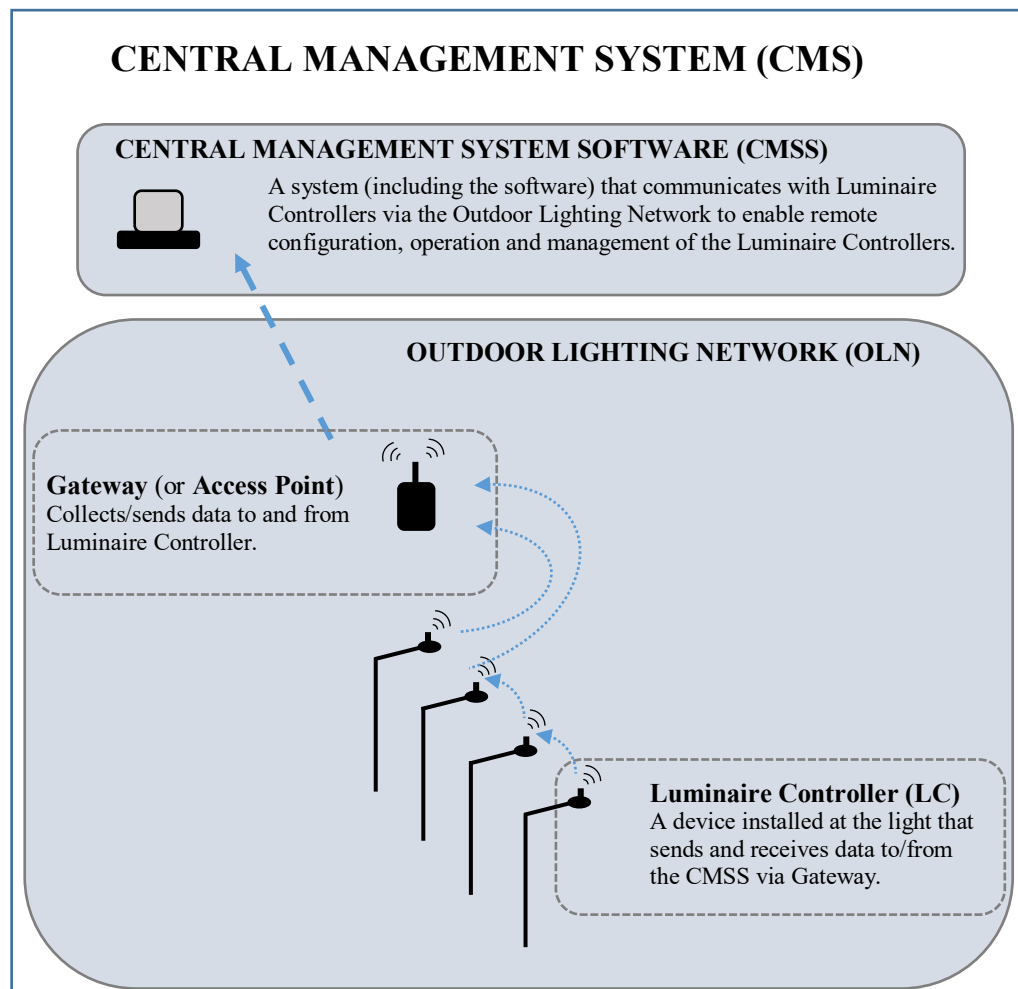 CENTRAL MANAGEMENT SYSTEM (CMS)
CENTRAL MANAGEMENT SYSTEM SOFTWARE (CMSS)
A system (including the software) that communicates with Luminaire
Controllers via the Outdoor Lighting Network to enable remote
configuration, operation and management of the Luminaire Controllers.
OUTDOOR LIGHTING NETWORK (OLN)
Gateway (or Access Point)
Collects/sends data to and from
Luminaire Controller.
Luminaire Controller (LC)
A device installed at the light that
sends and receives data to/from
the CMSS via Gateway.